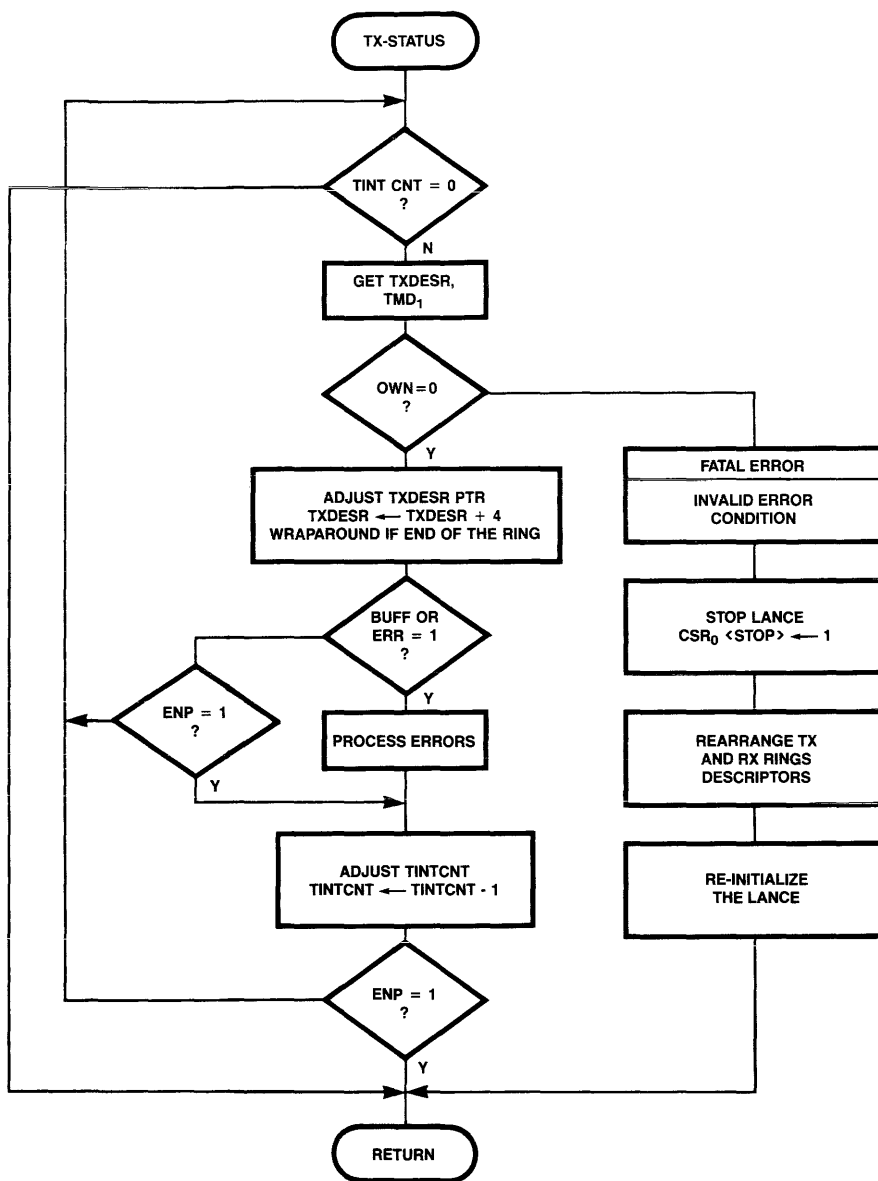 TX-STATUS
TINT CNT = 0
?
N
GET TXDESR,
TMD₁
OWN=0
?
Y
ADJUST TXDESR PTR
TXDESR ← TXDESR + 4
WRAPAROUND IF END OF THE RING
BUFF OR
ERR = 1
?
Y
ENP = 1
?
Y
PROCESS ERRORS
ADJUST TINTCNT
TINTCNT ← TINTCNT - 1
ENP = 1
?
Y
RETURN
FATAL ERROR
INVALID ERROR
CONDITION
STOP LANCE
CSR₀ <STOP> ← 1
REARRANGE TX
AND RX RINGS
DESCRIPTORS
RE-INITIALIZE
THE LANCE